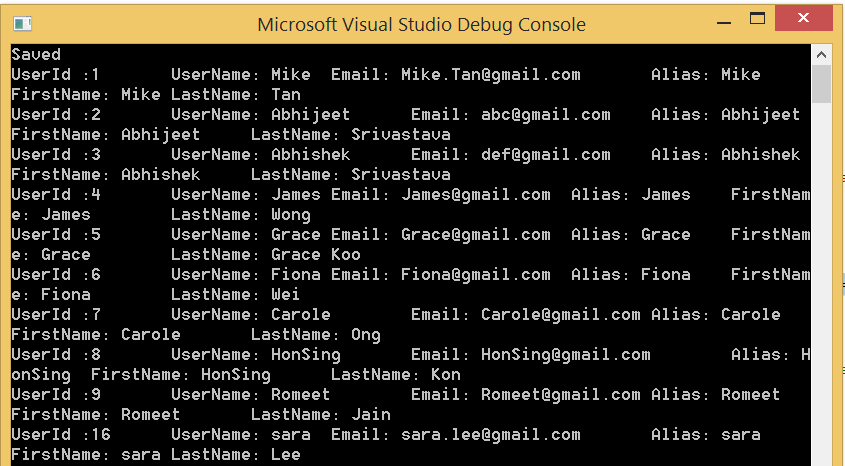 Microsoft Visual Studio Debug Console
Saved
UserId :1 UserName: Mike Email: Mike.Tan@gmail.com Alias: Mike
FirstName: Mike LastName: Tan
UserId :2 UserName: Abhijeet Email: abc@gmail.com Alias: Abhijeet
FirstName: Abhijeet LastName: Srivastava
UserId :3 UserName: Abhishek Email: def@gmail.com Alias: Abhishek
FirstName: Abhishek LastName: Srivastava
UserId :4 UserName: James Email: James@gmail.com Alias: James FirstNam
e: James LastName: Wong
UserId :5 UserName: Grace Email: Grace@gmail.com Alias: Grace FirstNam
e: Grace LastName: Grace Koo
UserId :6 UserName: Fiona Email: Fiona@gmail.com Alias: Fiona FirstNam
e: Fiona LastName: Wei
UserId :7 UserName: Carole Email: Carole@gmail.com Alias: Carole
FirstName: Carole LastName: Ong
UserId :8 UserName: HonSing Email: HonSing@gmail.com Alias: H
onSing FirstName: HonSing LastName: Kon
UserId :9 UserName: Romeet Email: Romeet@gmail.com Alias: Romeet
FirstName: Romeet LastName: Jain
UserId :16 UserName: sara Email: sara.lee@gmail.com Alias: sara
FirstName: sara LastName: Lee